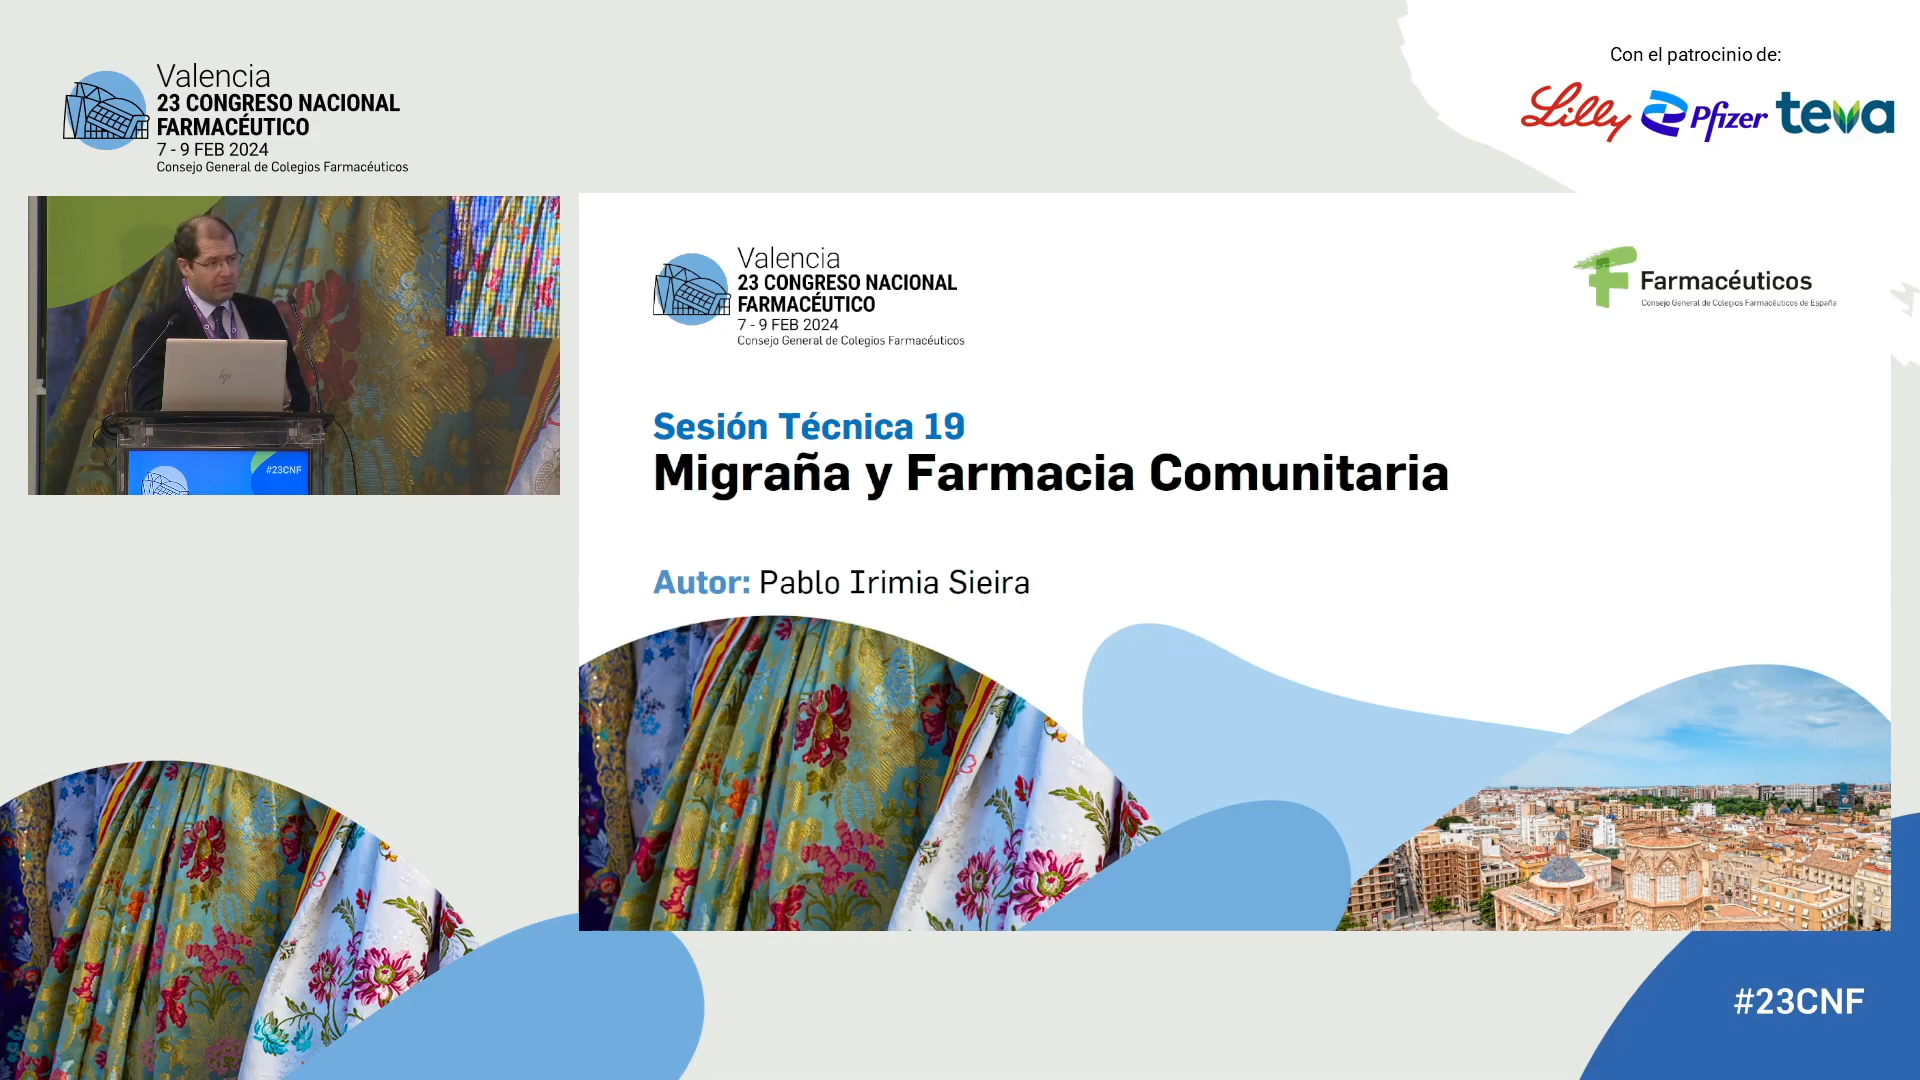 Valencia
23 CONGRESO NACIONAL
FARMACÉUTICO
7 - 9 FEB 2024
Consejo General de Colegios Farmacéuticos
Con el patrocinio de:
Lilly Pfizer teva
hp
#23CNF
Valencia
23 CONGRESO NACIONAL
FARMACÉUTICO
7 - 9 FEB 2024
Consejo General de Colegios Farmacéuticos
Farmacéuticos
Consejo General de Colegios Farmacéuticos de España
Sesión Técnica 19
Migraña y Farmacia Comunitaria
Autor: Pablo Irimia Sieira
#23CNF